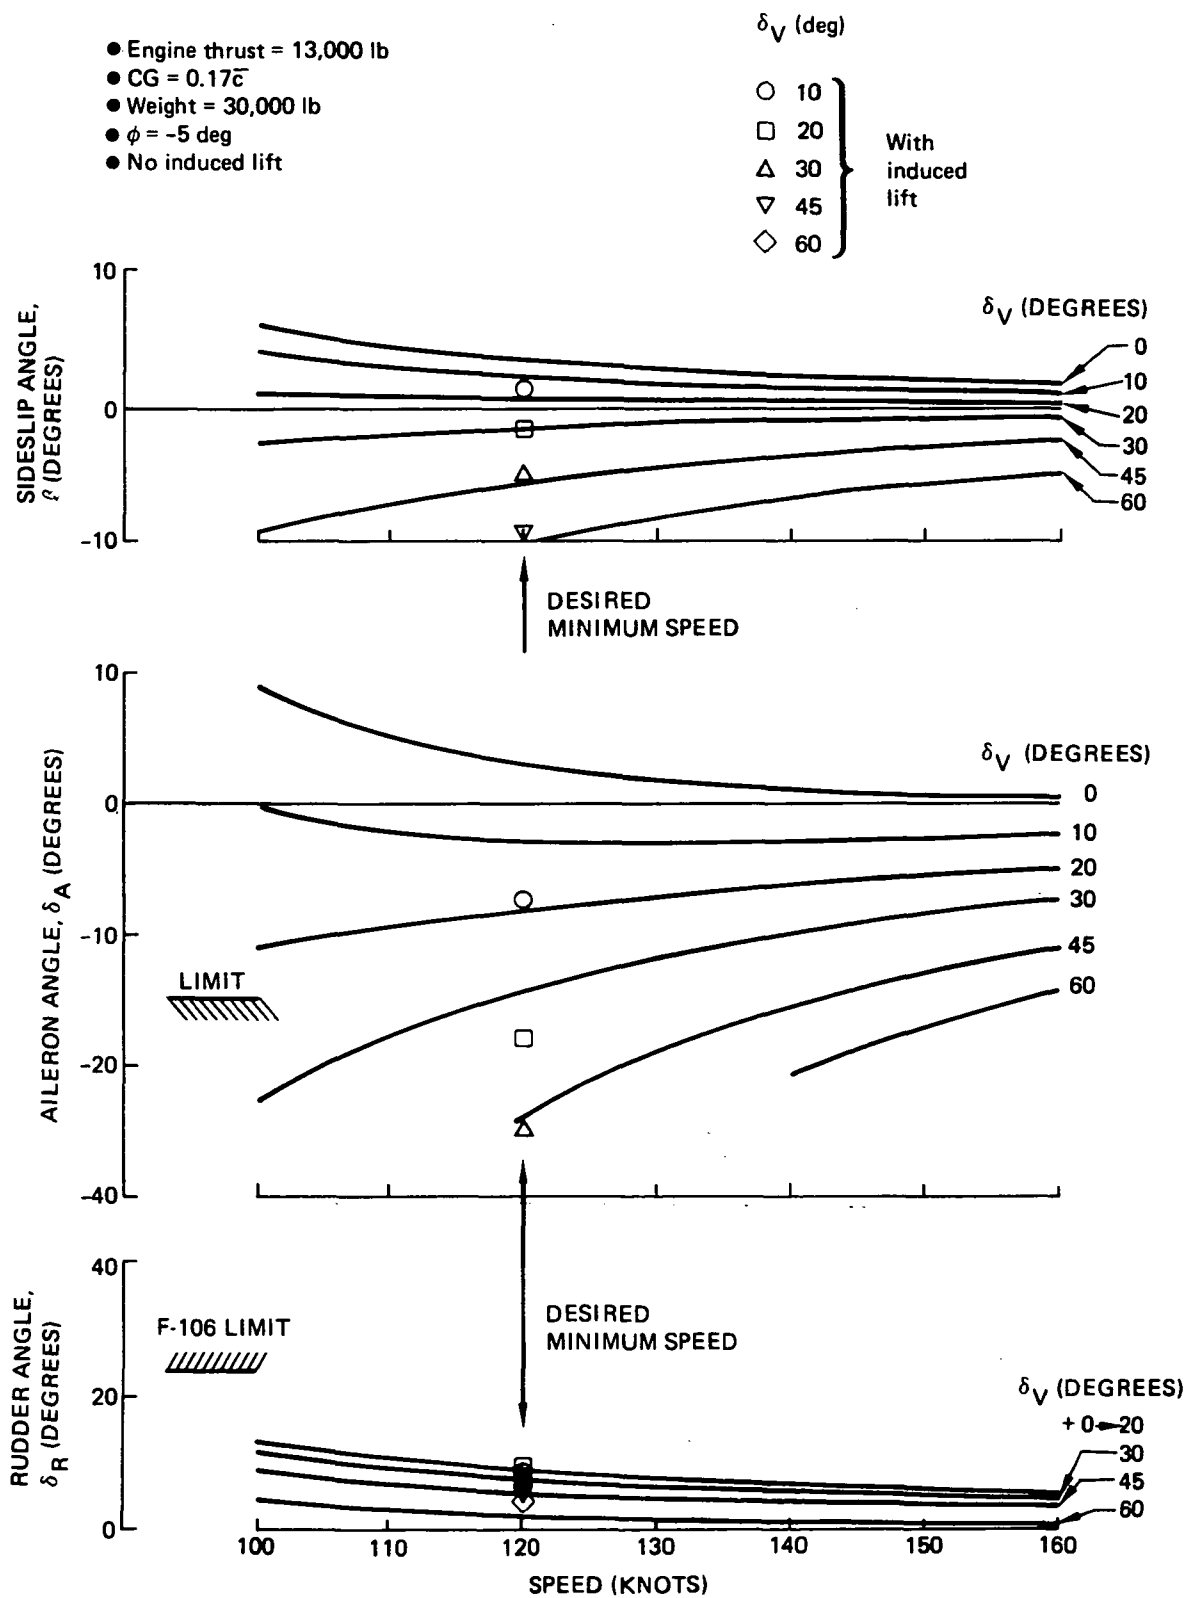 ● Engine thrust = 13,000 lb
● CG = 0.17c̅
● Weight = 30,000 lb
● ϕ = -5 deg
● No induced lift
δV (deg)
10
20
30
45
60
With
induced
lift
SIDESLIP ANGLE,
ρ (DEGREES)
10
0
-10
δV (DEGREES)
0
10
20
30
45
60
DESIRED
MINIMUM SPEED
AILERON ANGLE, δA (DEGREES)
10
0
-10
-20
-40
LIMIT
δV (DEGREES)
0
10
20
30
45
60
DESIRED
MINIMUM SPEED
RUDDER ANGLE,
δR (DEGREES)
40
20
0
F-106 LIMIT
δV (DEGREES)
+ 0 → 20
30
45
60
100 110 120 130 140 150 160
SPEED (KNOTS)